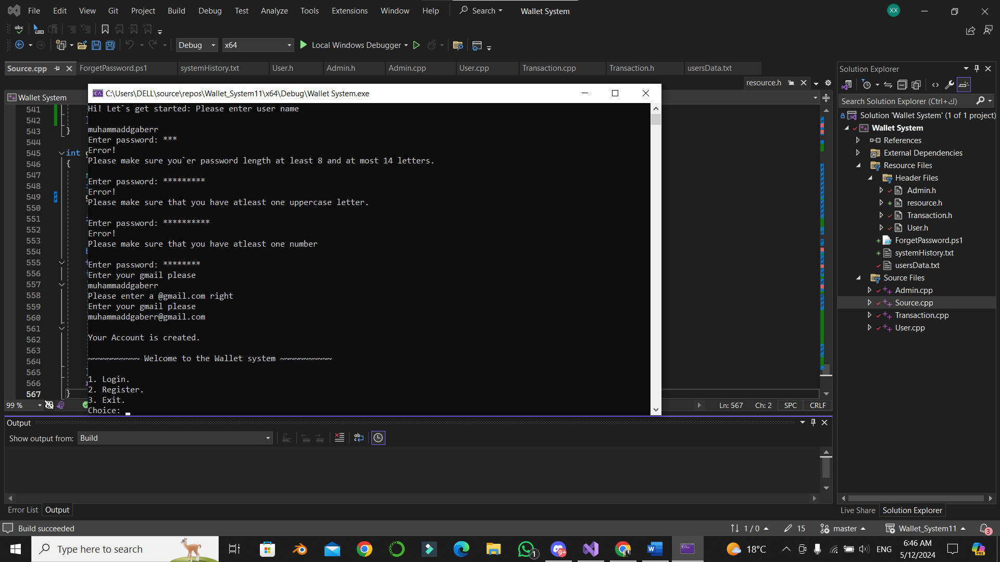 File Edit View Git Project Build Debug Test Analyze Tools Extensions Window Help Search Wallet System XX
abc
Debug x64 Local Windows Debugger
Source.cpp ForgetPassword.ps1 systemHistory.txt User.h Admin.h Admin.cpp User.cpp Transaction.cpp Transaction.h usersData.txt
resource.h
Wallet System
C:\Users\DELL\source\repos\Wallet_System11\x64\Debug\Wallet System.exe
Hi! Let`s get started: Please enter user name
muhammaddgaberr
Enter password: ***
Error!
Please make sure you`er password length at least 8 and at most 14 letters.
Enter password: *********
Error!
Please make sure that you have atleast one uppercase letter.
Enter password: **********
Error!
Please make sure that you have atleast one number
Enter password: ********
Enter your gmail please
muhammaddgaberr
Please enter a @gmail.com right
Enter your gmail please
muhammaddgaberr@gmail.com
Your Account is created.
~~~~~~~~~~~ Welcome to the Wallet system ~~~~~~~~~~~
1. Login.
2. Register.
3. Exit.
Choice:
541
542
543 }
544
545 int
546 {
547
548
549
550
551
552
553
554
555
556
557
558
559
560
561
562
563
564
565
566
567 }
99 % Ln: 567 Ch: 2 SPC CRLF
Output
Show output from: Build
Error List Output
Solution Explorer
Search Solution Explorer (Ctrl+ك)
Solution 'Wallet System' (1 of 1 project)
Wallet System
References
External Dependencies
Resource Files
Header Files
Admin.h
resource.h
Transaction.h
User.h
ForgetPassword.ps1
systemHistory.txt
usersData.txt
Source Files
Admin.cpp
Source.cpp
Transaction.cpp
User.cpp
Live Share Solution Explorer
Build succeeded 1 / 0 15 master Wallet_System11 3
Type here to search 1 9+ 18°C ENG 6:46 AM
5/12/2024 PRE